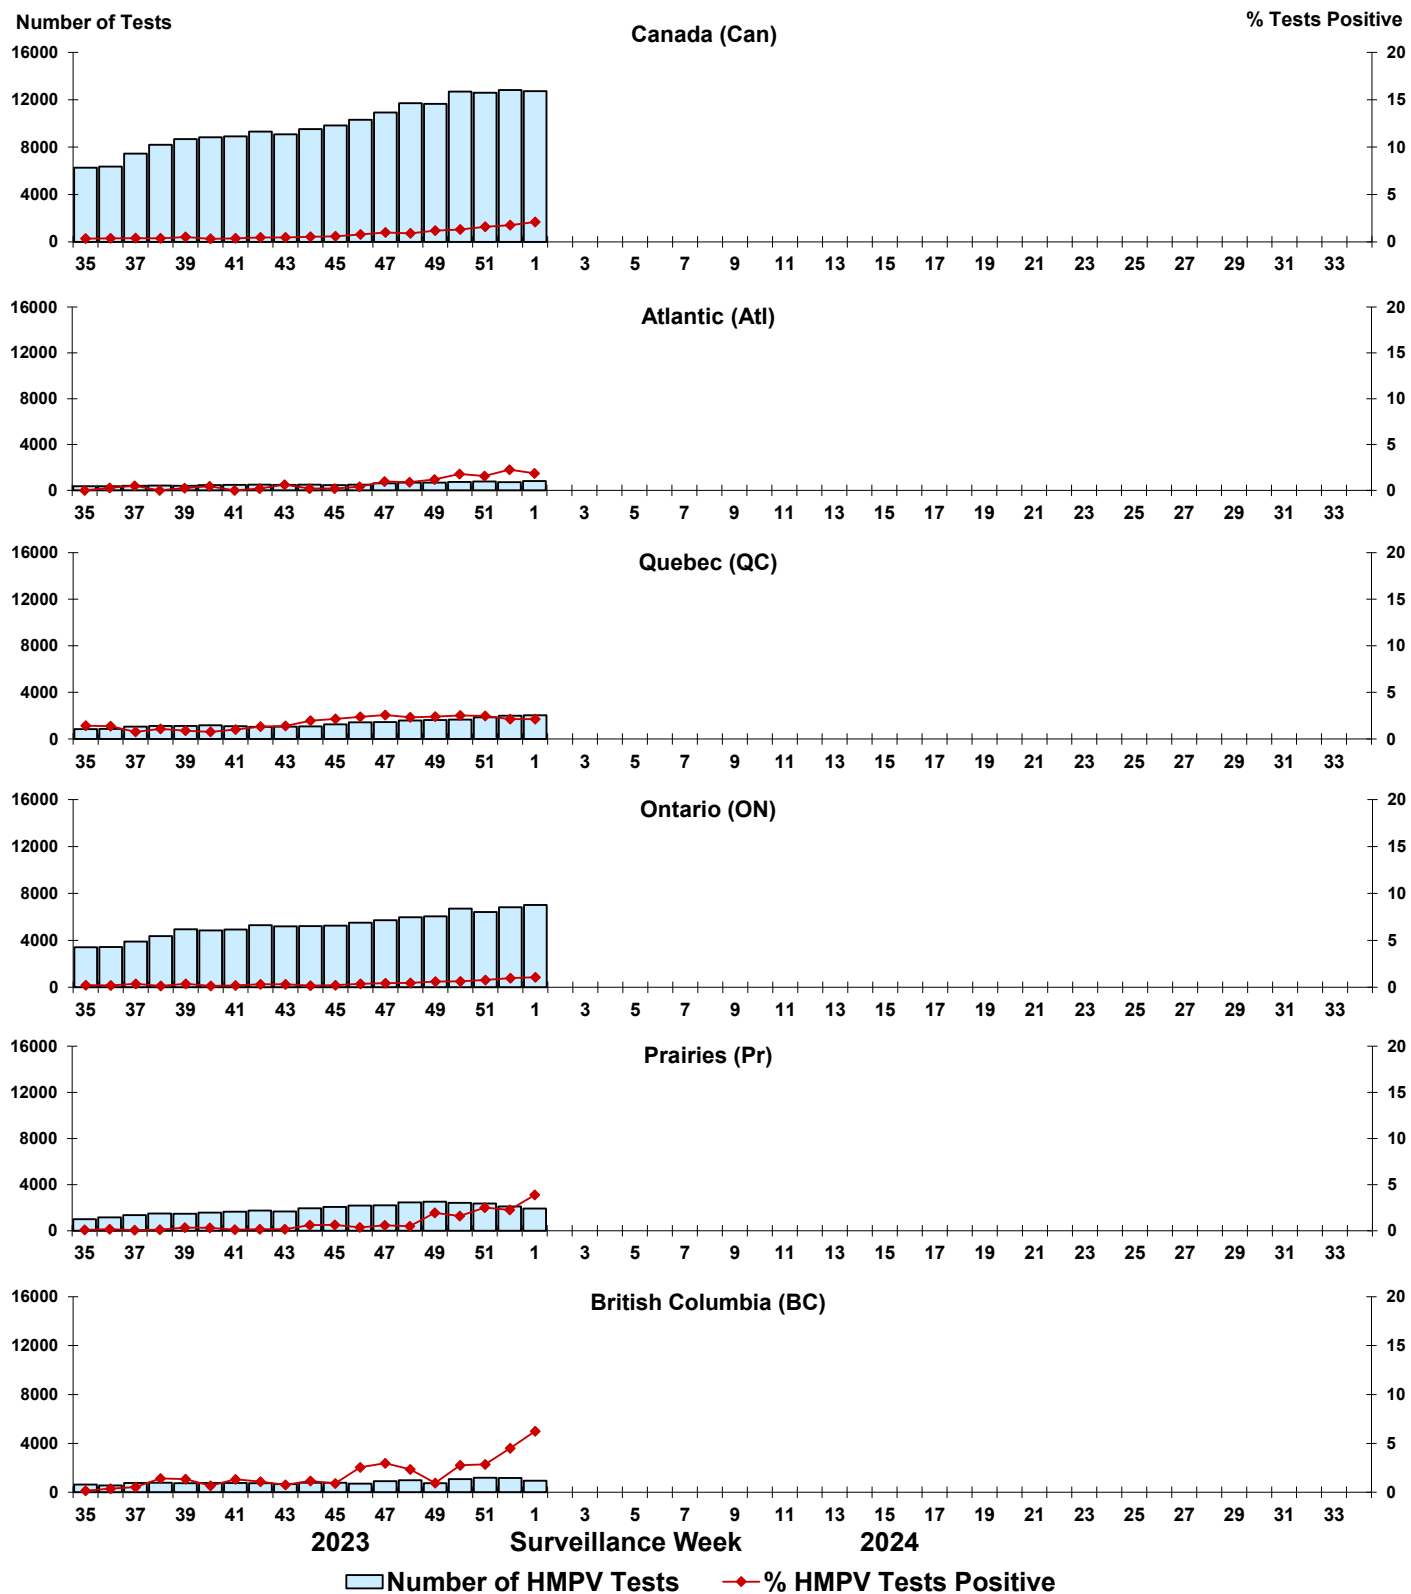 Number of Tests
% Tests Positive
Canada (Can)
16000 20
12000 15
8000 10
4000 5
0 0
35 37 39 41 43 45 47 49 51 1 3 5 7 9 11 13 15 17 19 21 23 25 27 29 31 33
Atlantic (Atl)
16000 20
12000 15
8000 10
4000 5
0 0
35 37 39 41 43 45 47 49 51 1 3 5 7 9 11 13 15 17 19 21 23 25 27 29 31 33
Quebec (QC)
16000 20
12000 15
8000 10
4000 5
0 0
35 37 39 41 43 45 47 49 51 1 3 5 7 9 11 13 15 17 19 21 23 25 27 29 31 33
Ontario (ON)
16000 20
12000 15
8000 10
4000 5
0 0
35 37 39 41 43 45 47 49 51 1 3 5 7 9 11 13 15 17 19 21 23 25 27 29 31 33
Prairies (Pr)
16000 20
12000 15
8000 10
4000 5
0 0
35 37 39 41 43 45 47 49 51 1 3 5 7 9 11 13 15 17 19 21 23 25 27 29 31 33
British Columbia (BC)
16000 20
12000 15
8000 10
4000 5
0 0
35 37 39 41 43 45 47 49 51 1 3 5 7 9 11 13 15 17 19 21 23 25 27 29 31 33
2023 Surveillance Week 2024
Number of HMPV Tests % HMPV Tests Positive